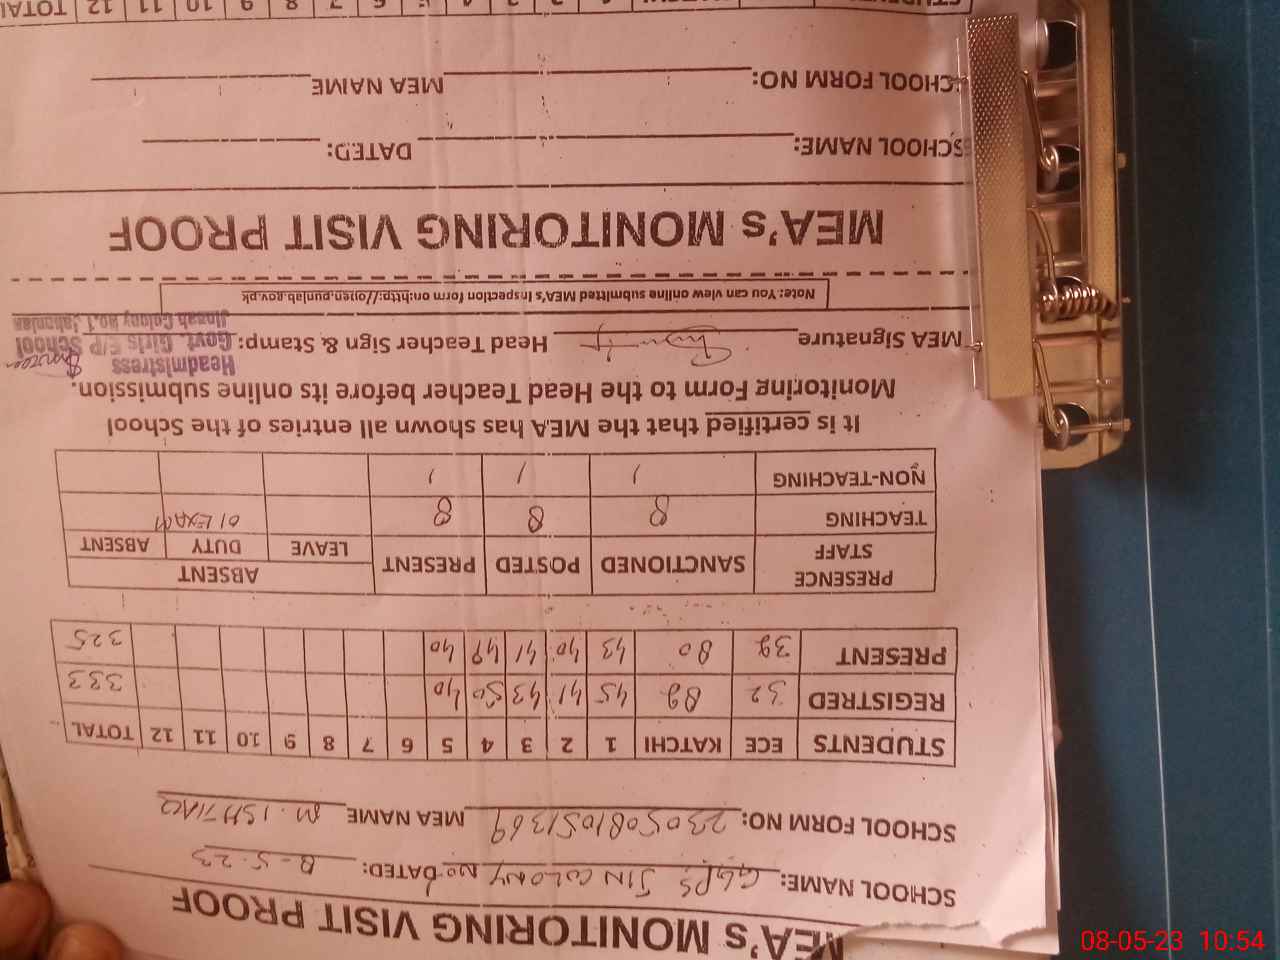 MEA's MONITORING VISIT PROOF
SCHOOL NAME: GGPS JIN COLONY No DATED: 8-5-23
SCHOOL FORM NO: 2305081051369 MEA NAME M. ISHTIAQ
STUDENTS ECE KATCHI 1 2 3 4 5 6 7 8 9 10 11 12 TOTAL
REGISTRED 32 82 45 41 43 50 40 333
PRESENT 32 80 43 40 41 49 40 325
PRESENCE STAFF SANCTIONED POSTED PRESENT ABSENT
LEAVE DUTY ABSENT
TEACHING 8 8 8 01 EXAM
NON-TEACHING 1 1 1
It is certified that the MEA has shown all entries of the School
Monitoring Form to the Head Teacher before its online submission.
MEA Signature Head Teacher Sign & Stamp:
Headmistress
Govt. Girls E/P School
Jinnah Colony No.1, Jahanian
Note: You can view online submitted MEA's inspection form on:http://open.punjab.gov.pk
MEA's MONITORING VISIT PROOF
SCHOOL NAME: DATED:
SCHOOL FORM NO: MEA NAME
1 2 3 4 5 6 7 8 9 10 11 12 TOTAL
08-05-23 10:54